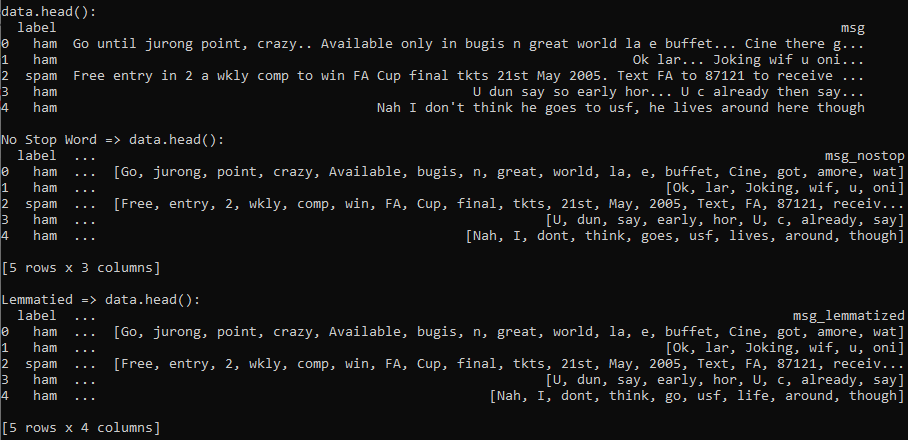 data.head():
label msg
0 ham Go until jurong point, crazy.. Available only in bugis n great world la e buffet... Cine there g...
1 ham Ok lar... Joking wif u oni...
2 spam Free entry in 2 a wkly comp to win FA Cup final tkts 21st May 2005. Text FA to 87121 to receive ...
3 ham U dun say so early hor... U c already then say...
4 ham Nah I don't think he goes to usf, he lives around here though
No Stop Word => data.head():
label ... msg_nostop
0 ham ... [Go, jurong, point, crazy, Available, bugis, n, great, world, la, e, buffet, Cine, got, amore, wat]
1 ham ... [Ok, lar, Joking, wif, u, oni]
2 spam ... [Free, entry, 2, wkly, comp, win, FA, Cup, final, tkts, 21st, May, 2005, Text, FA, 87121, receiv...
3 ham ... [U, dun, say, early, hor, U, c, already, say]
4 ham ... [Nah, I, dont, think, goes, usf, lives, around, though]
[5 rows x 3 columns]
Lemmatied => data.head():
label ... msg_lemmatized
0 ham ... [Go, jurong, point, crazy, Available, bugis, n, great, world, la, e, buffet, Cine, got, amore, wat]
1 ham ... [Ok, lar, Joking, wif, u, oni]
2 spam ... [Free, entry, 2, wkly, comp, win, FA, Cup, final, tkts, 21st, May, 2005, Text, FA, 87121, receiv...
3 ham ... [U, dun, say, early, hor, U, c, already, say]
4 ham ... [Nah, I, dont, think, go, usf, life, around, though]
[5 rows x 4 columns]